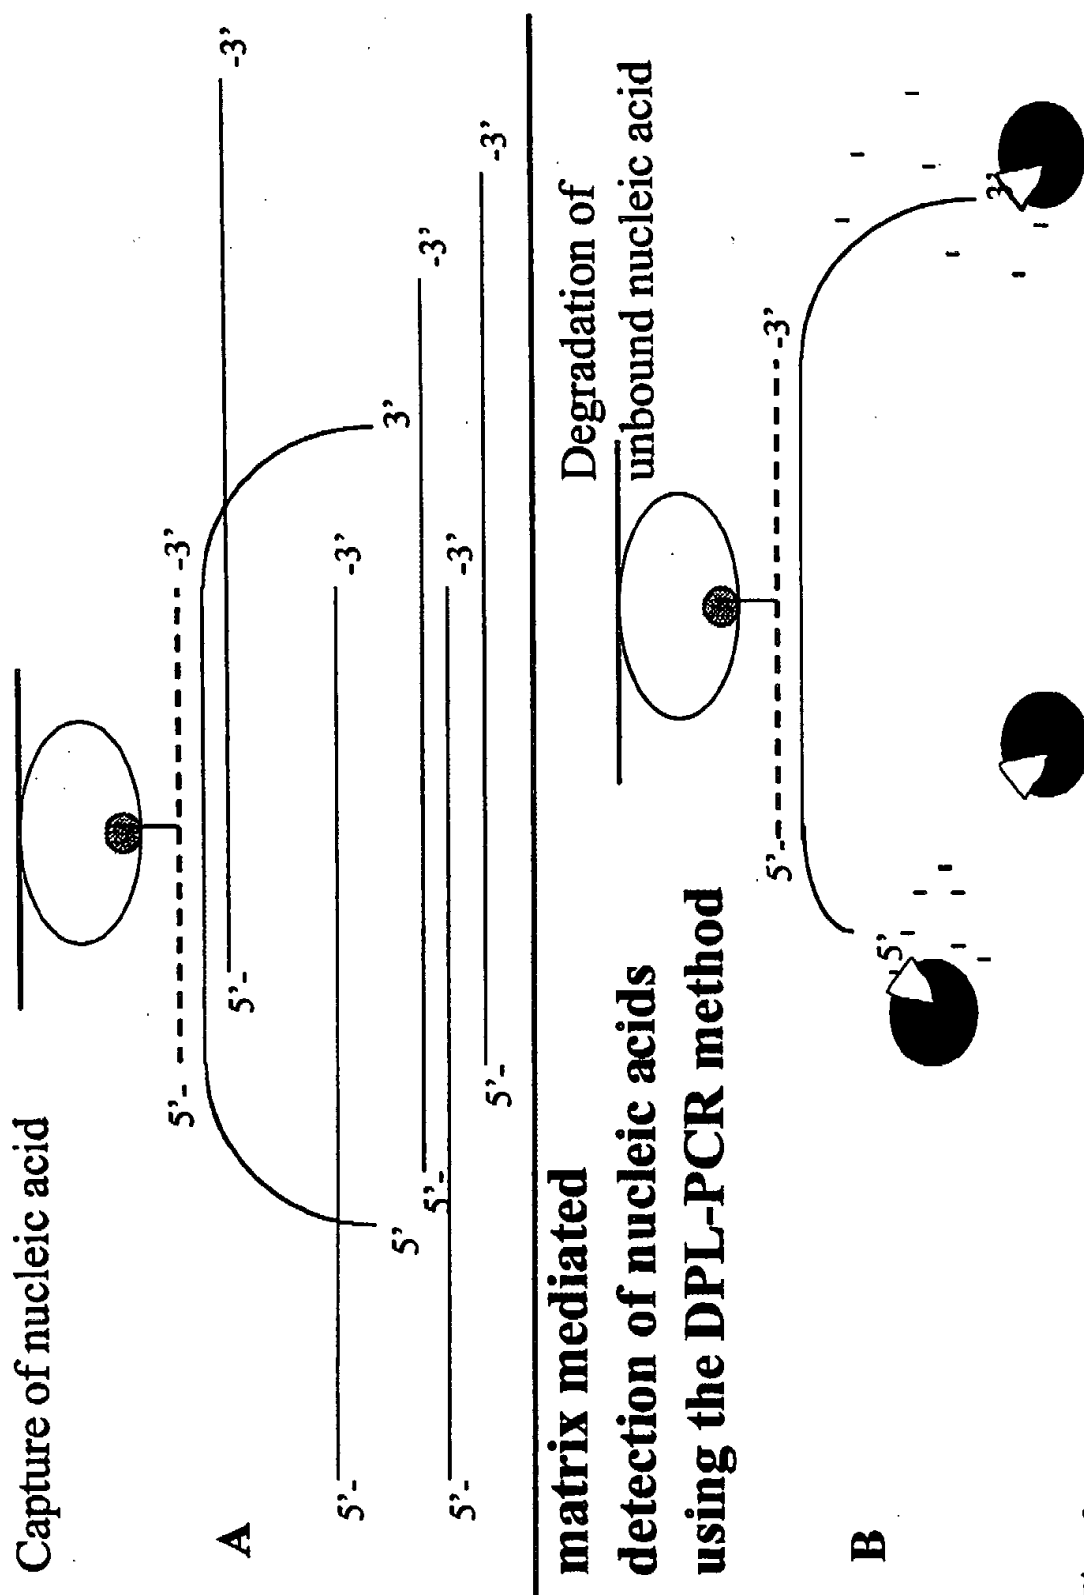 Capture of nucleic acid
5'- -3'
A 5'- -3'
5'- -3'
5' 3'
5'- -3'
5'- -3'
5'- -3'
matrix mediated
detection of nucleic acids
using the DPL-PCR method
Degradation of
unbound nucleic acid
5'- -3'
B
5'
3'